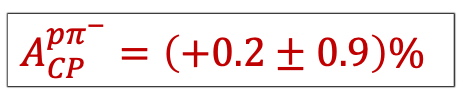 A_{CP}^{pπ^-} = (+0.2 ± 0.9)%